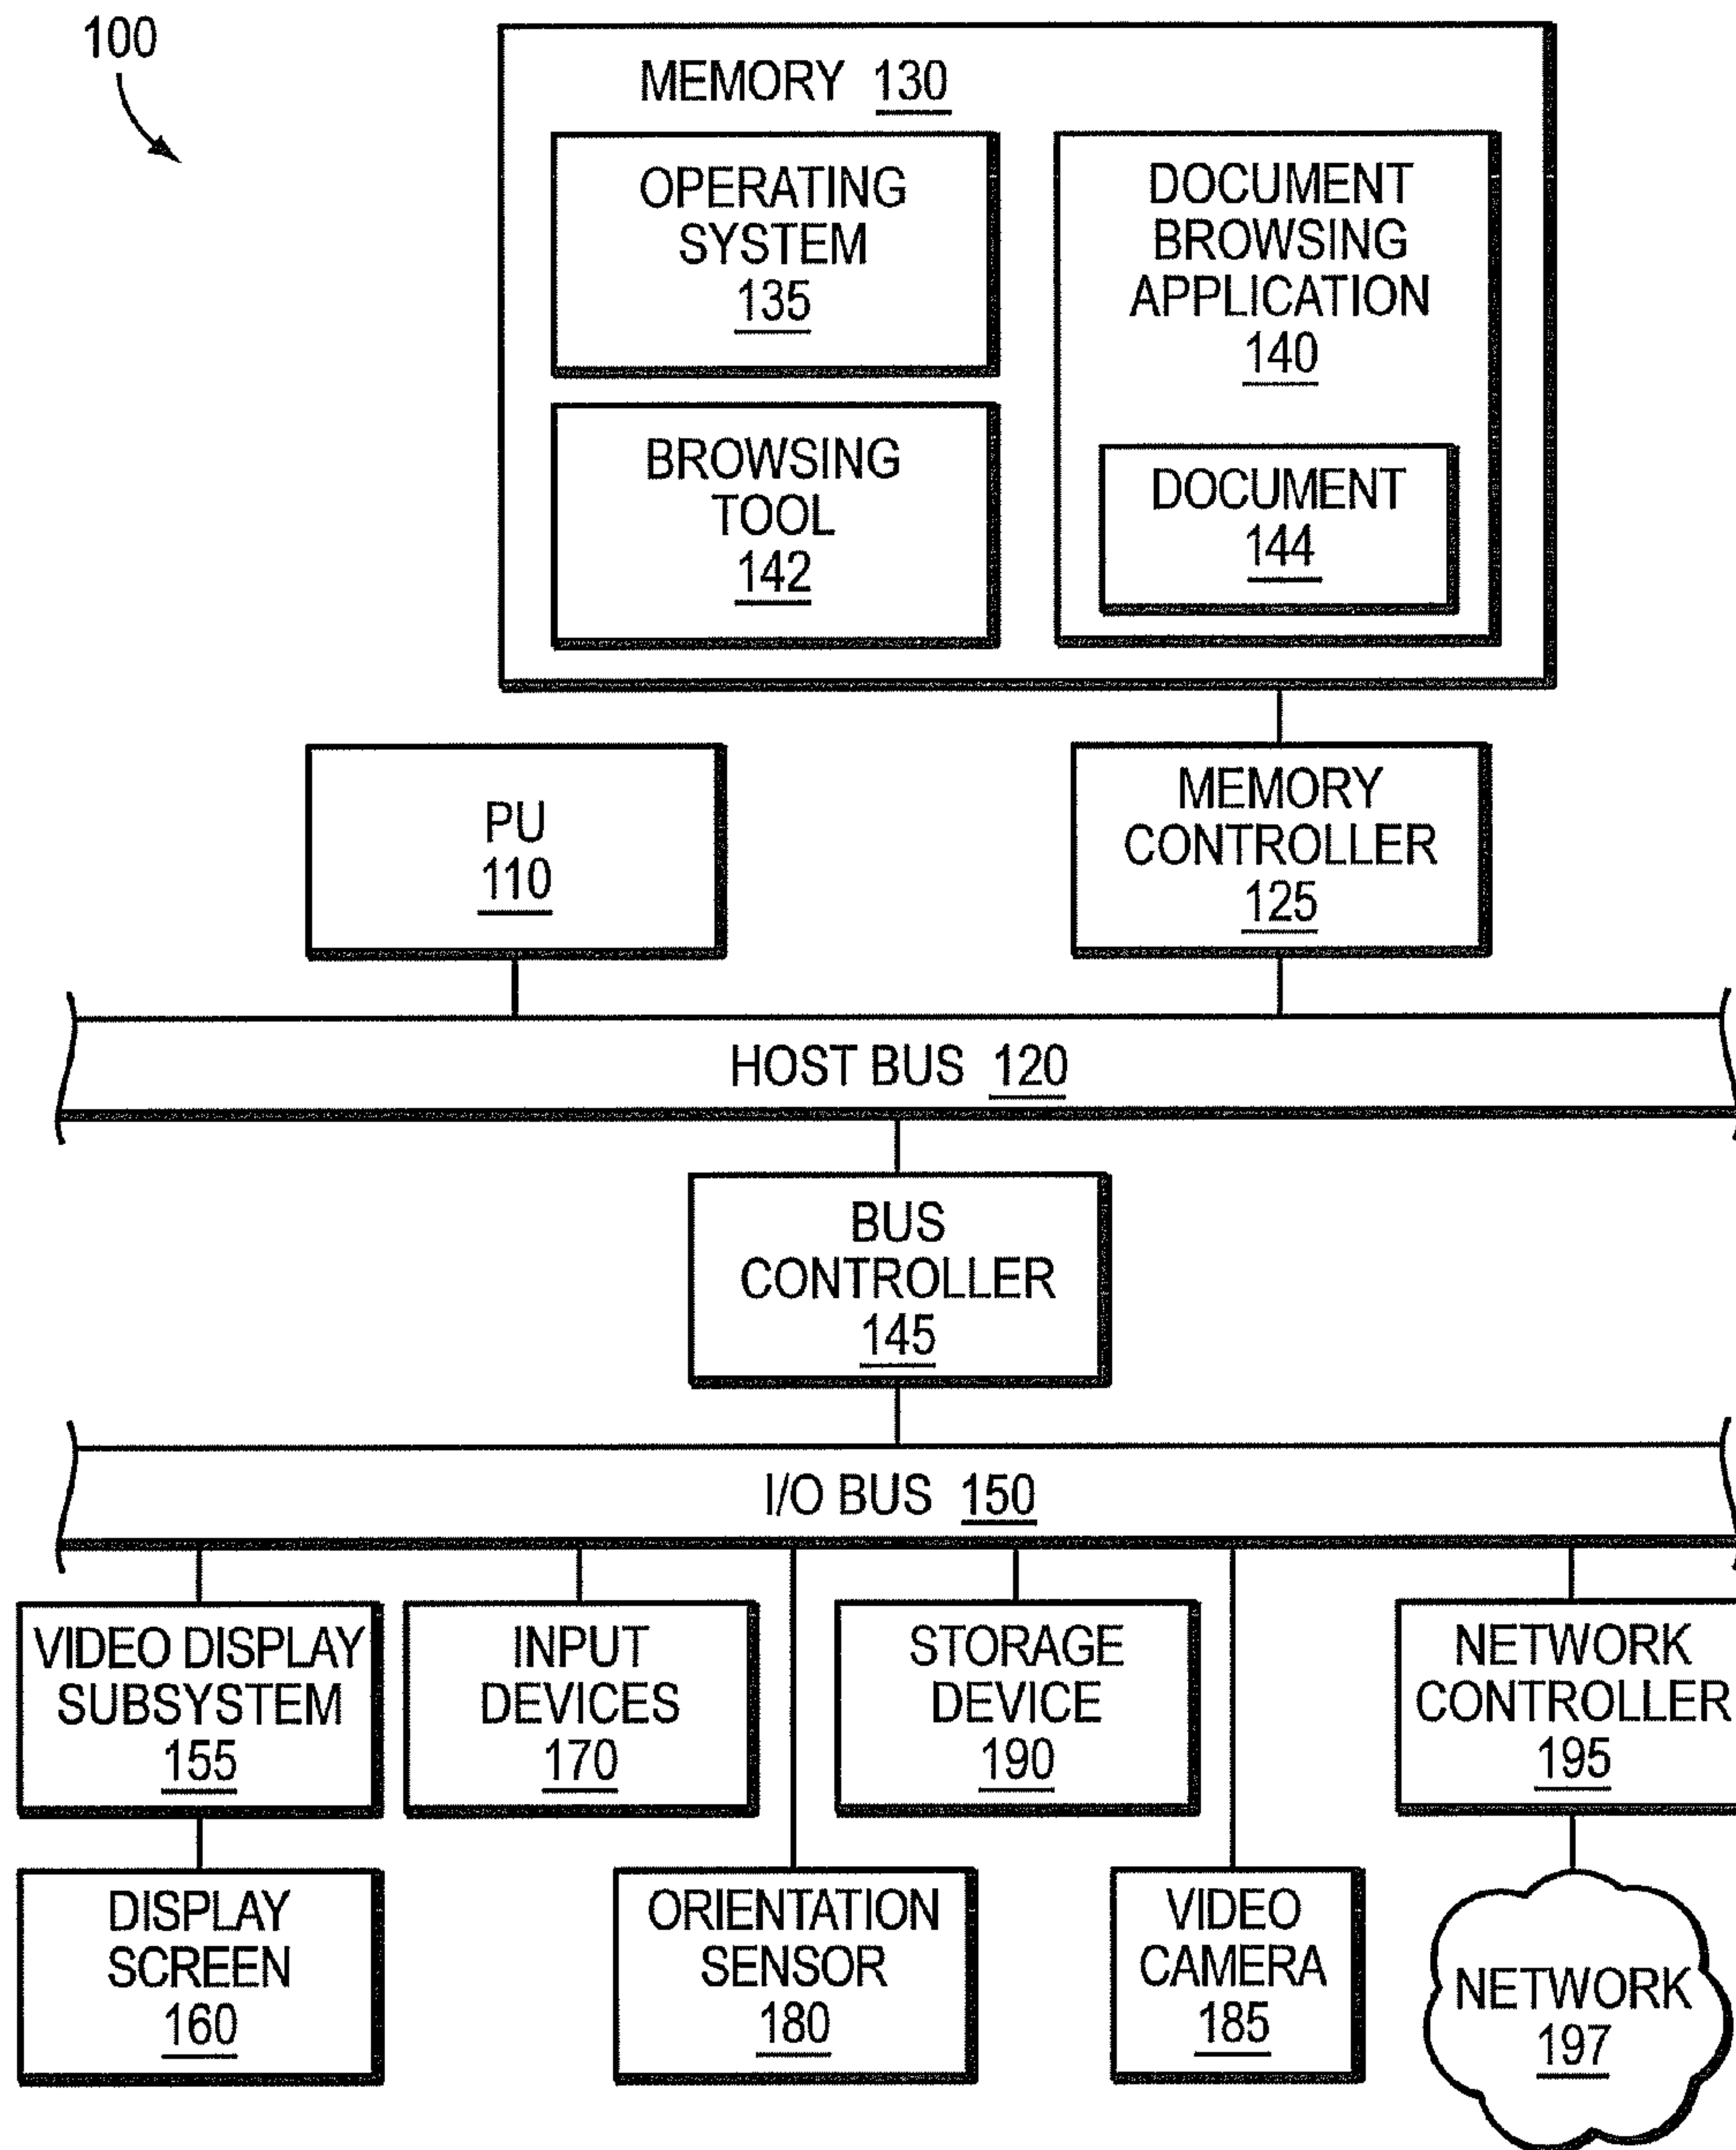 100
MEMORY 130
OPERATING
SYSTEM
135
DOCUMENT
BROWSING
APPLICATION
140
BROWSING
TOOL
142
DOCUMENT
144
PU
110
MEMORY
CONTROLLER
125
HOST BUS 120
BUS
CONTROLLER
145
I/O BUS 150
VIDEO DISPLAY
SUBSYSTEM
155
INPUT
DEVICES
170
STORAGE
DEVICE
190
NETWORK
CONTROLLER
195
DISPLAY
SCREEN
160
ORIENTATION
SENSOR
180
VIDEO
CAMERA
185
NETWORK
197